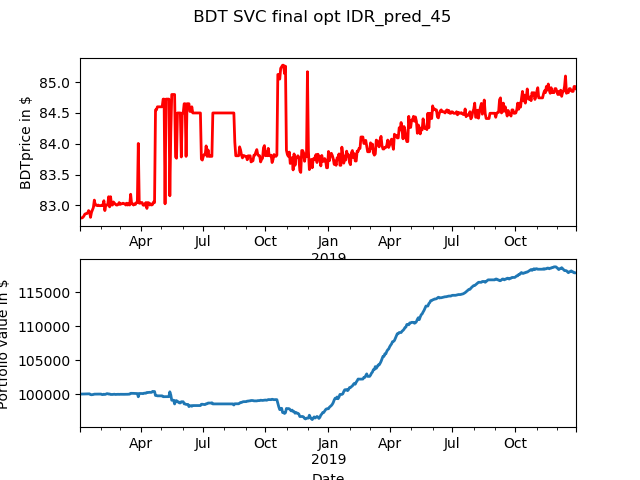 BDT SVC final opt IDR_pred_45
BDTprice in $
85.0
84.5
84.0
83.5
83.0
Apr Jul Oct Jan Apr Jul Oct
2019
Portfolio value in $
115000
110000
105000
100000
Apr Jul Oct Jan Apr Jul Oct
2019
Date